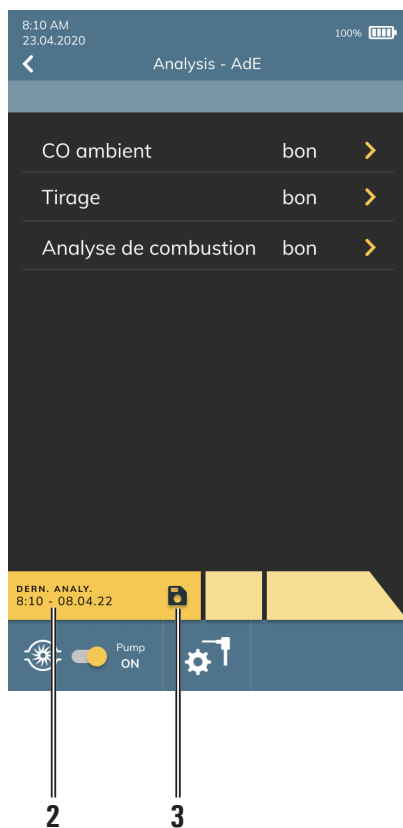 8:10 AM
23.04.2020
100%
Analysis - AdE
CO ambient bon
Tirage bon
Analyse de combustion bon
DERN. ANALY.
8:10 - 08.04.22
Pump
ON
2 3